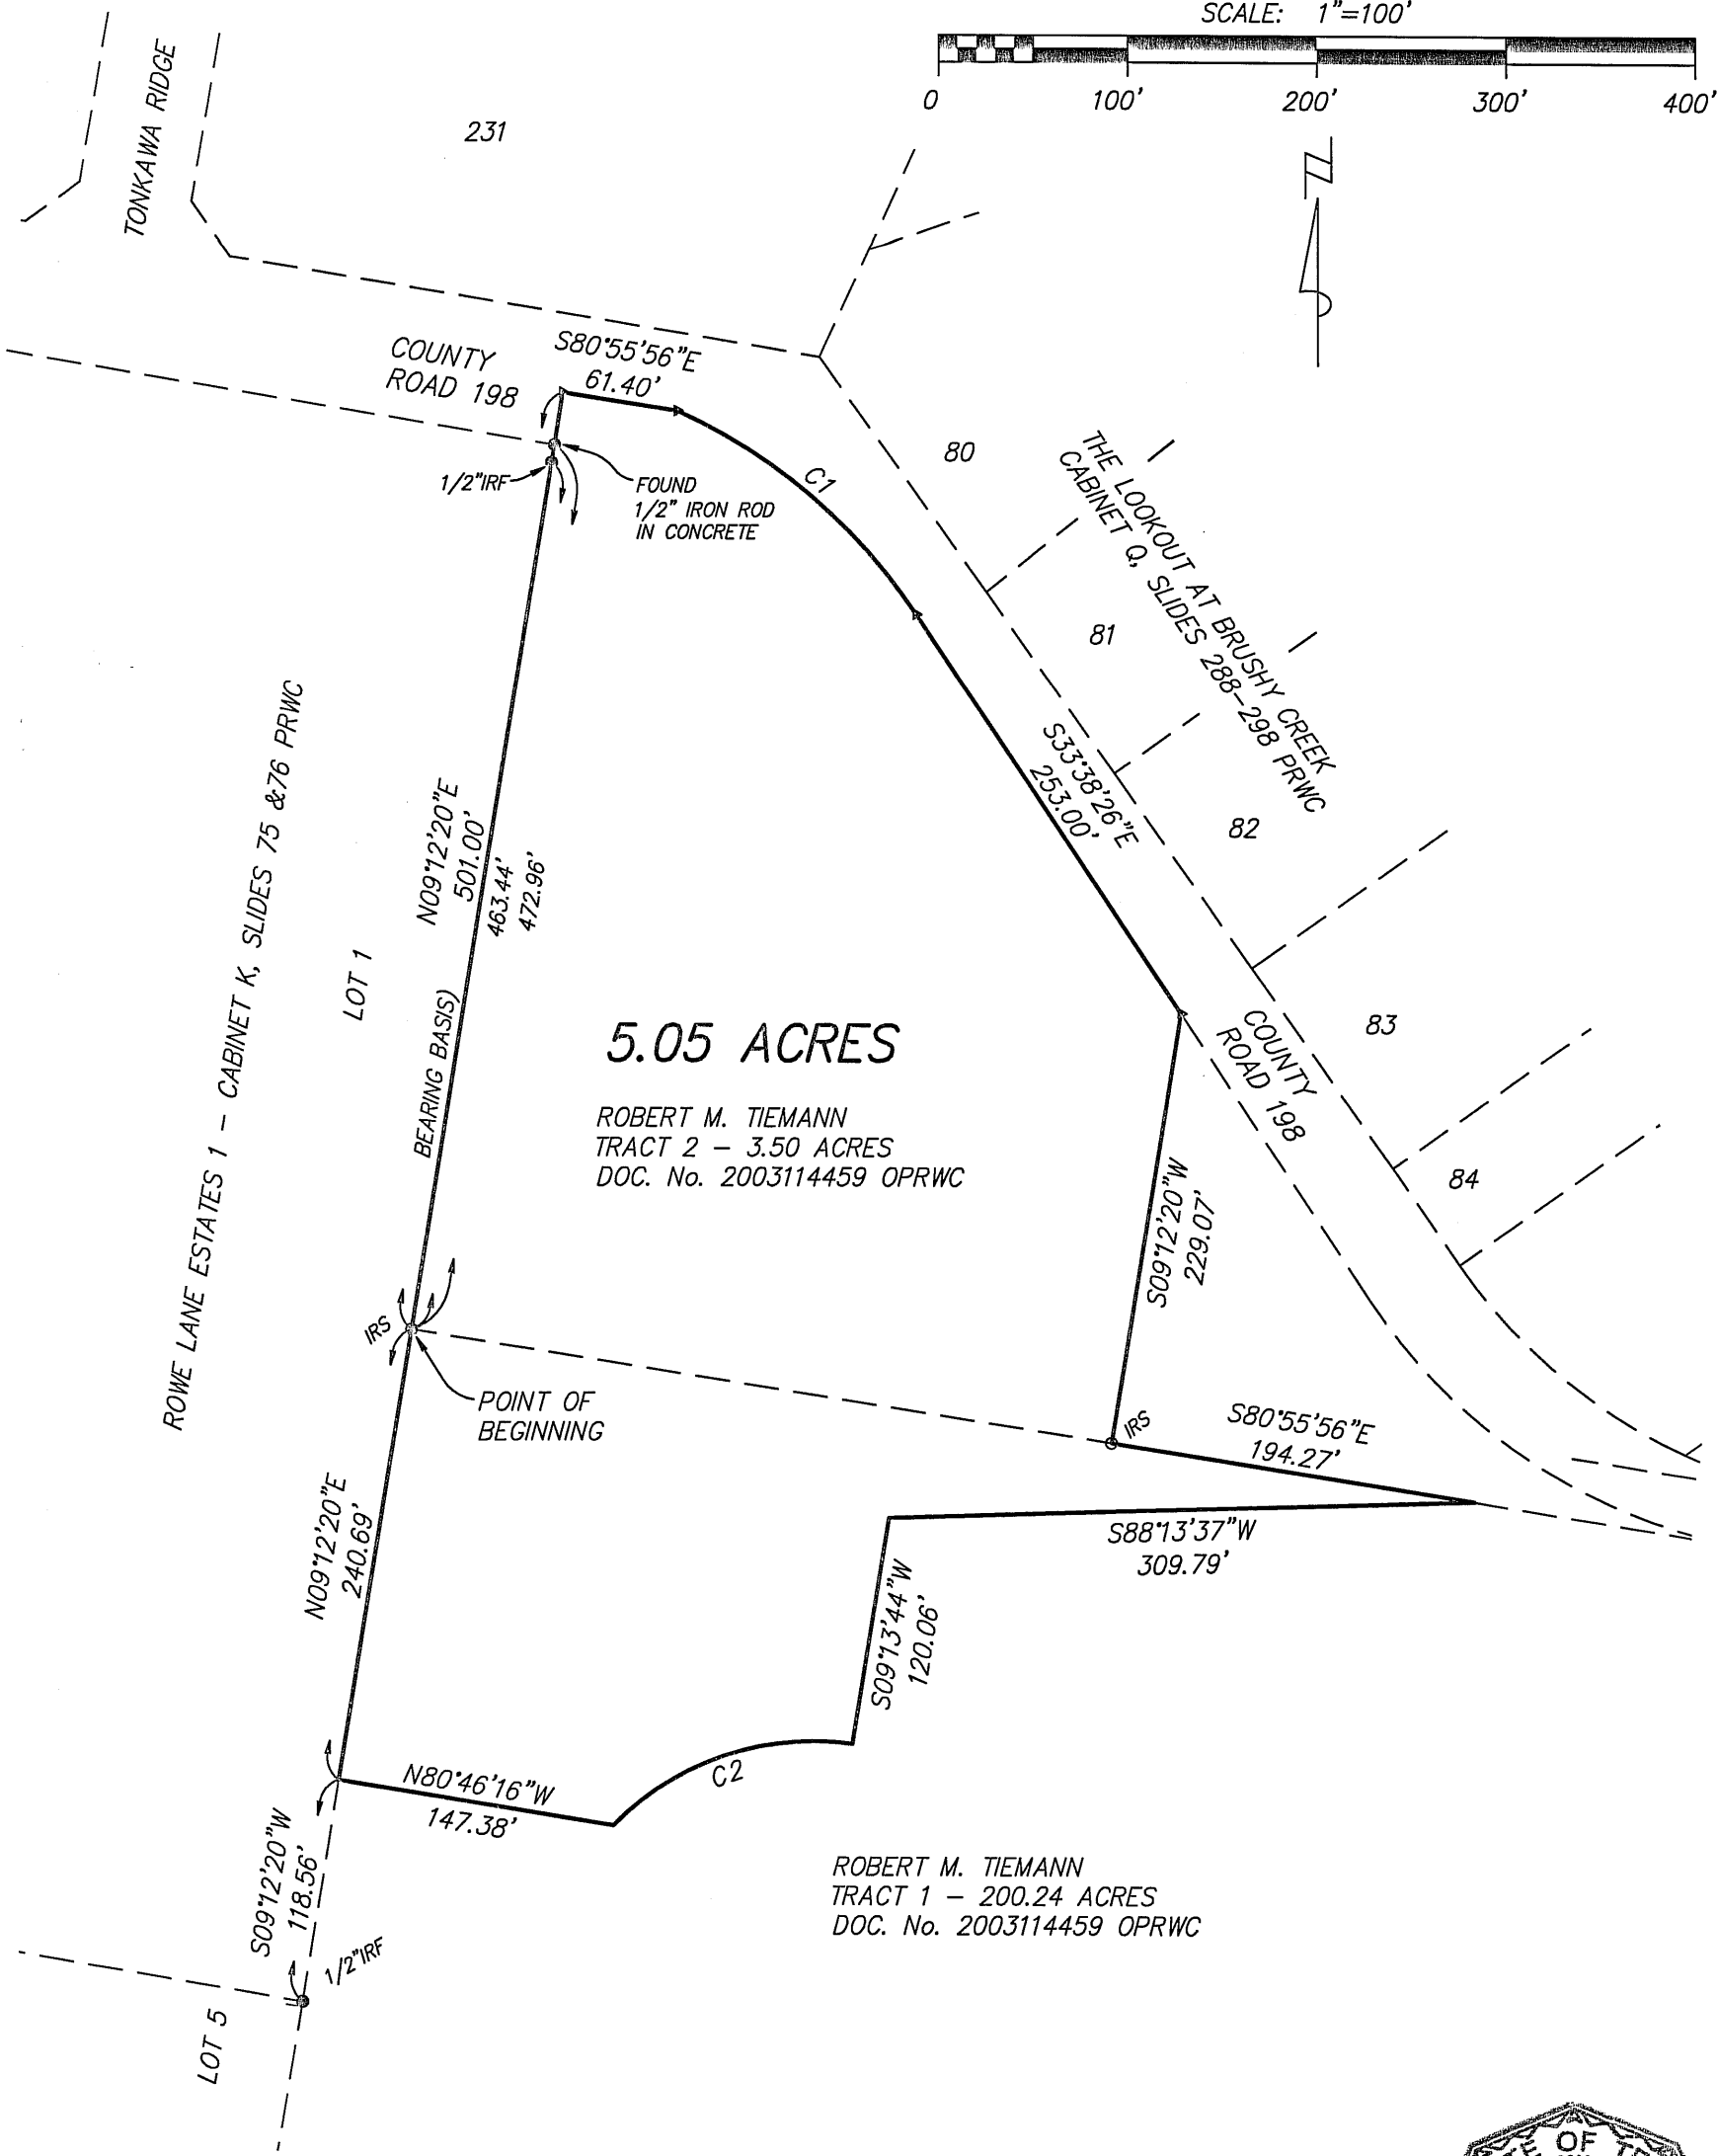 SCALE: 1"=100'
0 100' 200' 300' 400'
N
TONKAWA RIDGE
231
COUNTY
ROAD 198
S80°55'56"E
61.40'
1/2"IRF
FOUND
1/2" IRON ROD
IN CONCRETE
C1
80
THE LOOKOUT AT BRUSHY CREEK
CABINET Q, SLIDES 288-298 PRWC
81
82
83
84
S33°38'26"E
253.00'
COUNTY
ROAD 198
ROWE LANE ESTATES 1 - CABINET K, SLIDES 75 &76 PRWC
LOT 1
N09°12'20"E
501.00'
463.44'
472.96'
BEARING BASIS)
5.05 ACRES
ROBERT M. TIEMANN
TRACT 2 - 3.50 ACRES
DOC. No. 2003114459 OPRWC
S09°12'20"W
229.07'
IRS
POINT OF
BEGINNING
IRS
S80°55'56"E
194.27'
S88°13'37"W
309.79'
N09°12'20"E
240.69'
S09°13'44"W
120.06'
C2
N80°46'16"W
147.38'
S09°12'20"W
118.56'
1/2"IRF
LOT 5
ROBERT M. TIEMANN
TRACT 1 - 200.24 ACRES
DOC. No. 2003114459 OPRWC
OF